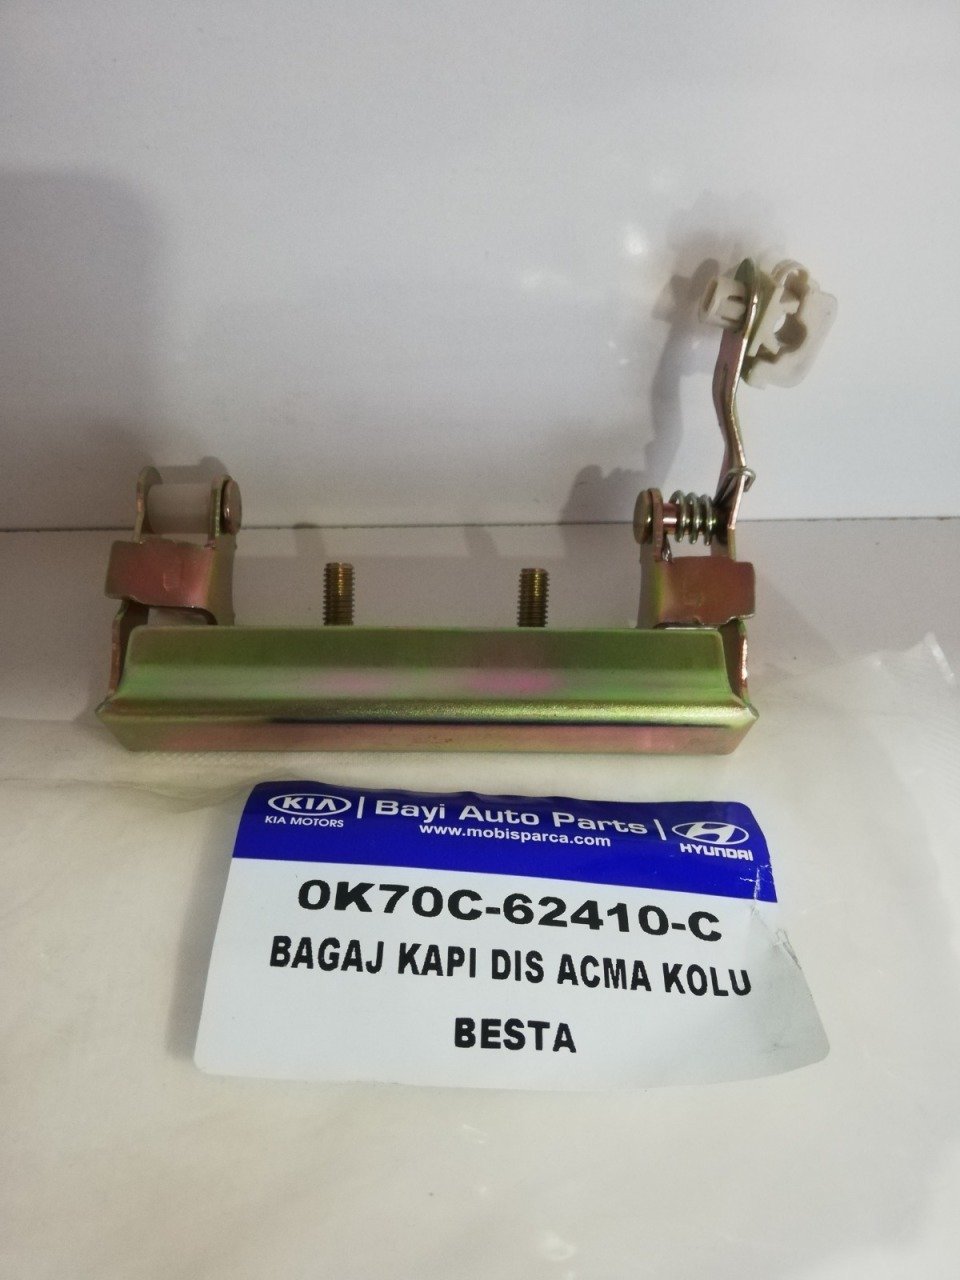 KIA
KIA MOTORS
| Bayi Auto Parts |
www.mobisparca.com
HYUNDAI
0K70C-62410-C
BAGAJ KAPI DIS ACMA KOLU
BESTA